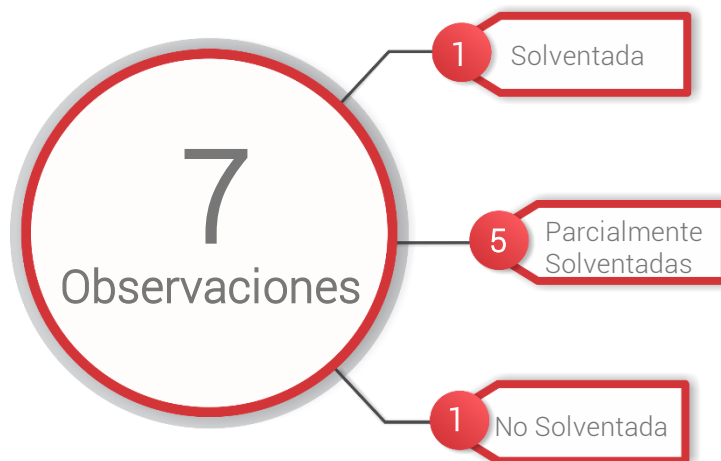 7
Observaciones
1
Solventada
5
Parcialmente
Solventadas
1
No Solventada